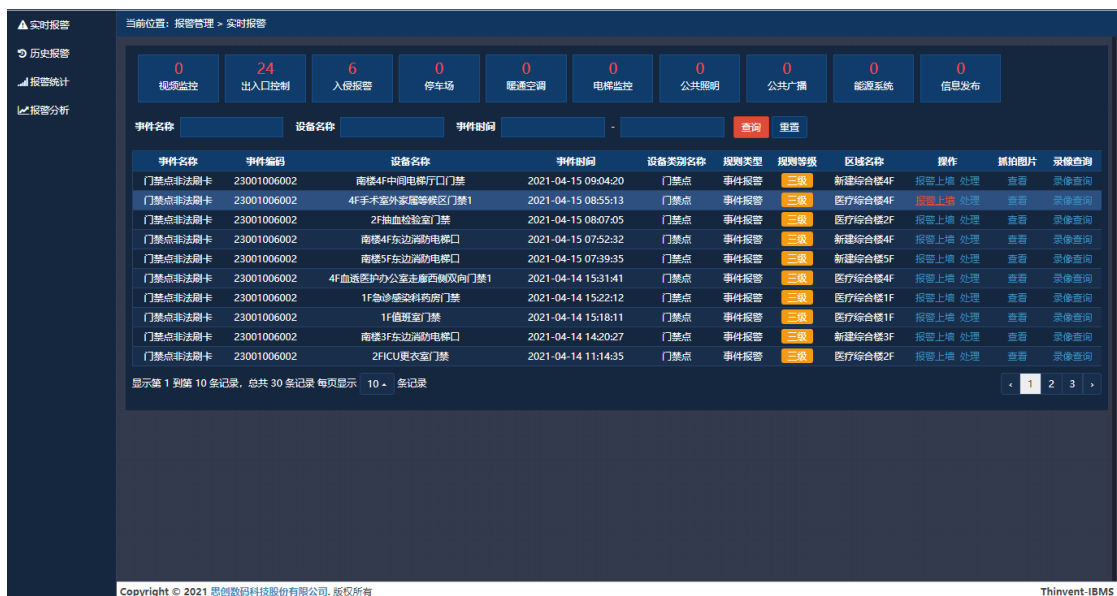 实时报警
历史报警
报警统计
报警分析
当前位置：报警管理 > 实时报警
0 24 6 0 0 0 0 0 0 0
视频监控 出入口控制 入侵报警 停车场 暖通空调 电梯监控 公共照明 公共广播 能源系统 信息发布
事件名称 设备名称 事件时间 - 查询 重置
事件名称 事件编码 设备名称 事件时间 设备类别名称 规则类型 规则等级 区域名称 操作 抓拍图片 录像查询
门禁点非法刷卡 23001006002 南楼4F中间电梯厅口门禁 2021-04-15 09:04:20 门禁点 事件报警 三级 新建综合楼4F 报警上墙 处理 查看 录像查询
门禁点非法刷卡 23001006002 4F手术室外家属等候区门禁1 2021-04-15 08:55:13 门禁点 事件报警 三级 医疗综合楼4F 报警上墙 处理 查看 录像查询
门禁点非法刷卡 23001006002 2F抽血检验室门禁 2021-04-15 08:07:05 门禁点 事件报警 三级 医疗综合楼2F 报警上墙 处理 查看 录像查询
门禁点非法刷卡 23001006002 南楼4F东边消防电梯口 2021-04-15 07:52:32 门禁点 事件报警 三级 新建综合楼4F 报警上墙 处理 查看 录像查询
门禁点非法刷卡 23001006002 南楼5F东边消防电梯口 2021-04-15 07:39:35 门禁点 事件报警 三级 新建综合楼5F 报警上墙 处理 查看 录像查询
门禁点非法刷卡 23001006002 4F血透医护办公室走廊西侧双向门禁1 2021-04-14 15:31:41 门禁点 事件报警 三级 医疗综合楼4F 报警上墙 处理 查看 录像查询
门禁点非法刷卡 23001006002 1F急诊感染科药房门禁 2021-04-14 15:22:12 门禁点 事件报警 三级 医疗综合楼1F 报警上墙 处理 查看 录像查询
门禁点非法刷卡 23001006002 1F值班室门禁 2021-04-14 15:18:11 门禁点 事件报警 三级 医疗综合楼1F 报警上墙 处理 查看 录像查询
门禁点非法刷卡 23001006002 南楼3F东边消防电梯口 2021-04-14 14:20:27 门禁点 事件报警 三级 新建综合楼3F 报警上墙 处理 查看 录像查询
门禁点非法刷卡 23001006002 2FICU更衣室门禁 2021-04-14 11:14:35 门禁点 事件报警 三级 医疗综合楼2F 报警上墙 处理 查看 录像查询
显示第 1 到第 10 条记录，总共 30 条记录 每页显示 10 条记录 ‹ 1 2 3 ›
Copyright © 2021 思创数码科技股份有限公司. 版权所有 Thinvent-IBMS